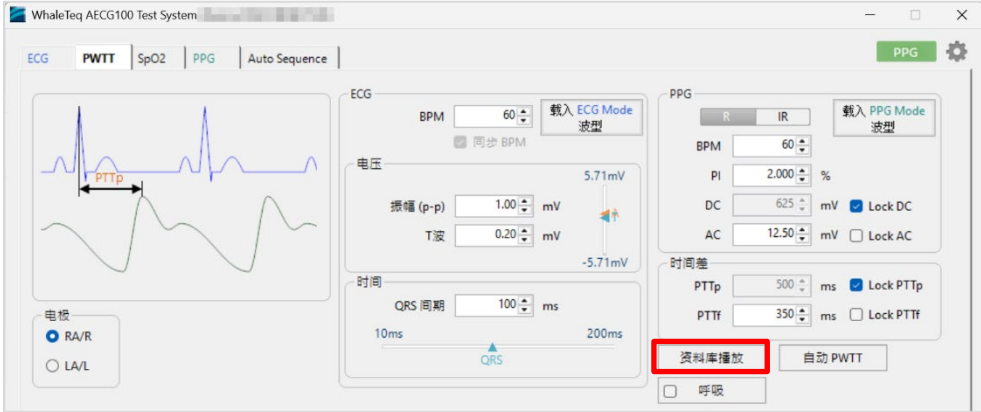 WhaleTeq AECG100 Test System
ECG PWTT SpO2 PPG Auto Sequence
PPG
PTTp
电极
RA/R
LA/L
ECG
BPM 60
载入 ECG Mode
波型
同步 BPM
电压
5.71mV
振幅 (p-p) 1.00 mV
T波 0.20 mV
-5.71mV
时间
QRS 间期 100 ms
10ms 200ms
QRS
PPG
R IR
载入 PPG Mode
波型
BPM 60
PI 2.000 %
DC 625 mV Lock DC
AC 12.50 mV Lock AC
时间差
PTTp 500 ms Lock PTTp
PTTf 350 ms Lock PTTf
资料库播放 自动 PWTT
呼吸